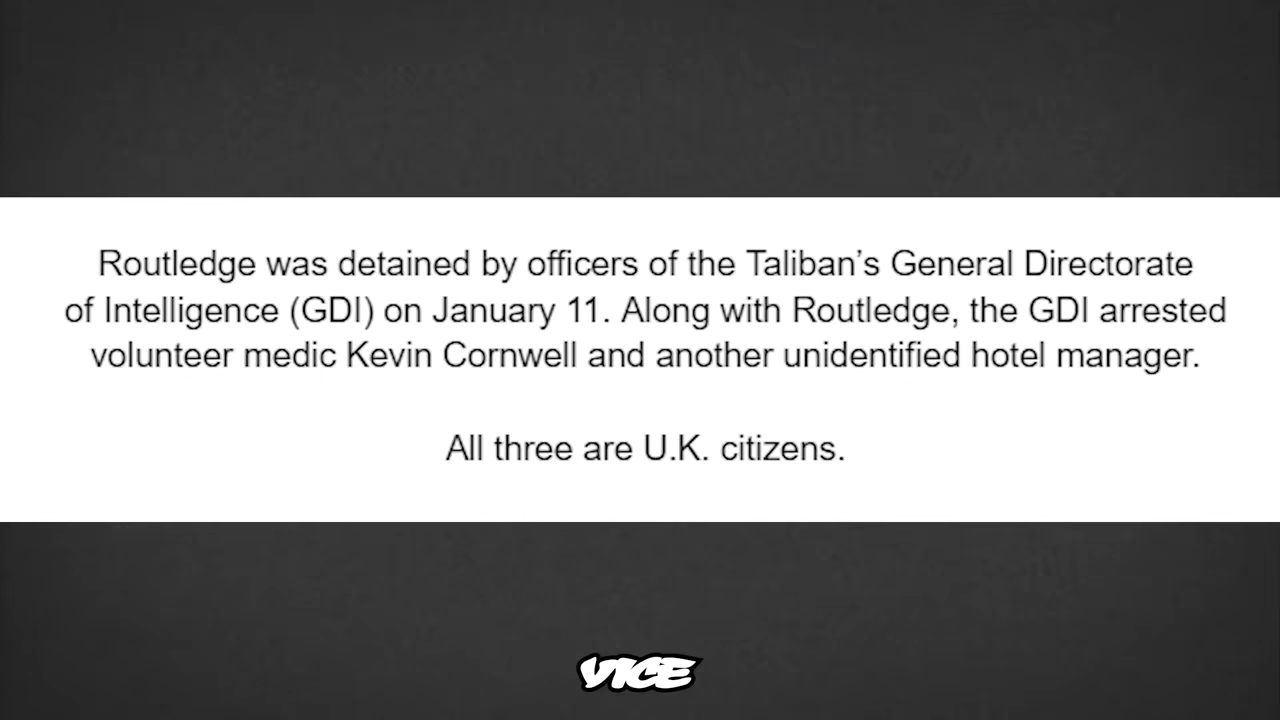 Routledge was detained by officers of the Taliban’s General Directorate
of Intelligence (GDI) on January 11. Along with Routledge, the GDI arrested
volunteer medic Kevin Cornwell and another unidentified hotel manager.
All three are U.K. citizens.
VICE